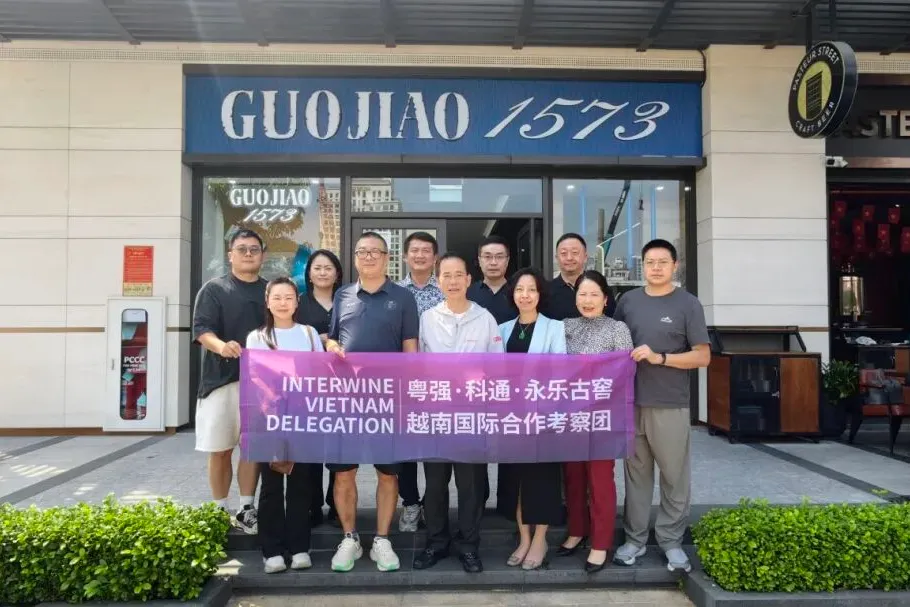 GUOJIAO 1573
PASTEUR STREET
CRAFT BEER
GUOJIAO
1573
PCCC
INTERWINE
VIETNAM
DELEGATION
粤强·科通·永乐古窖
越南国际合作考察团